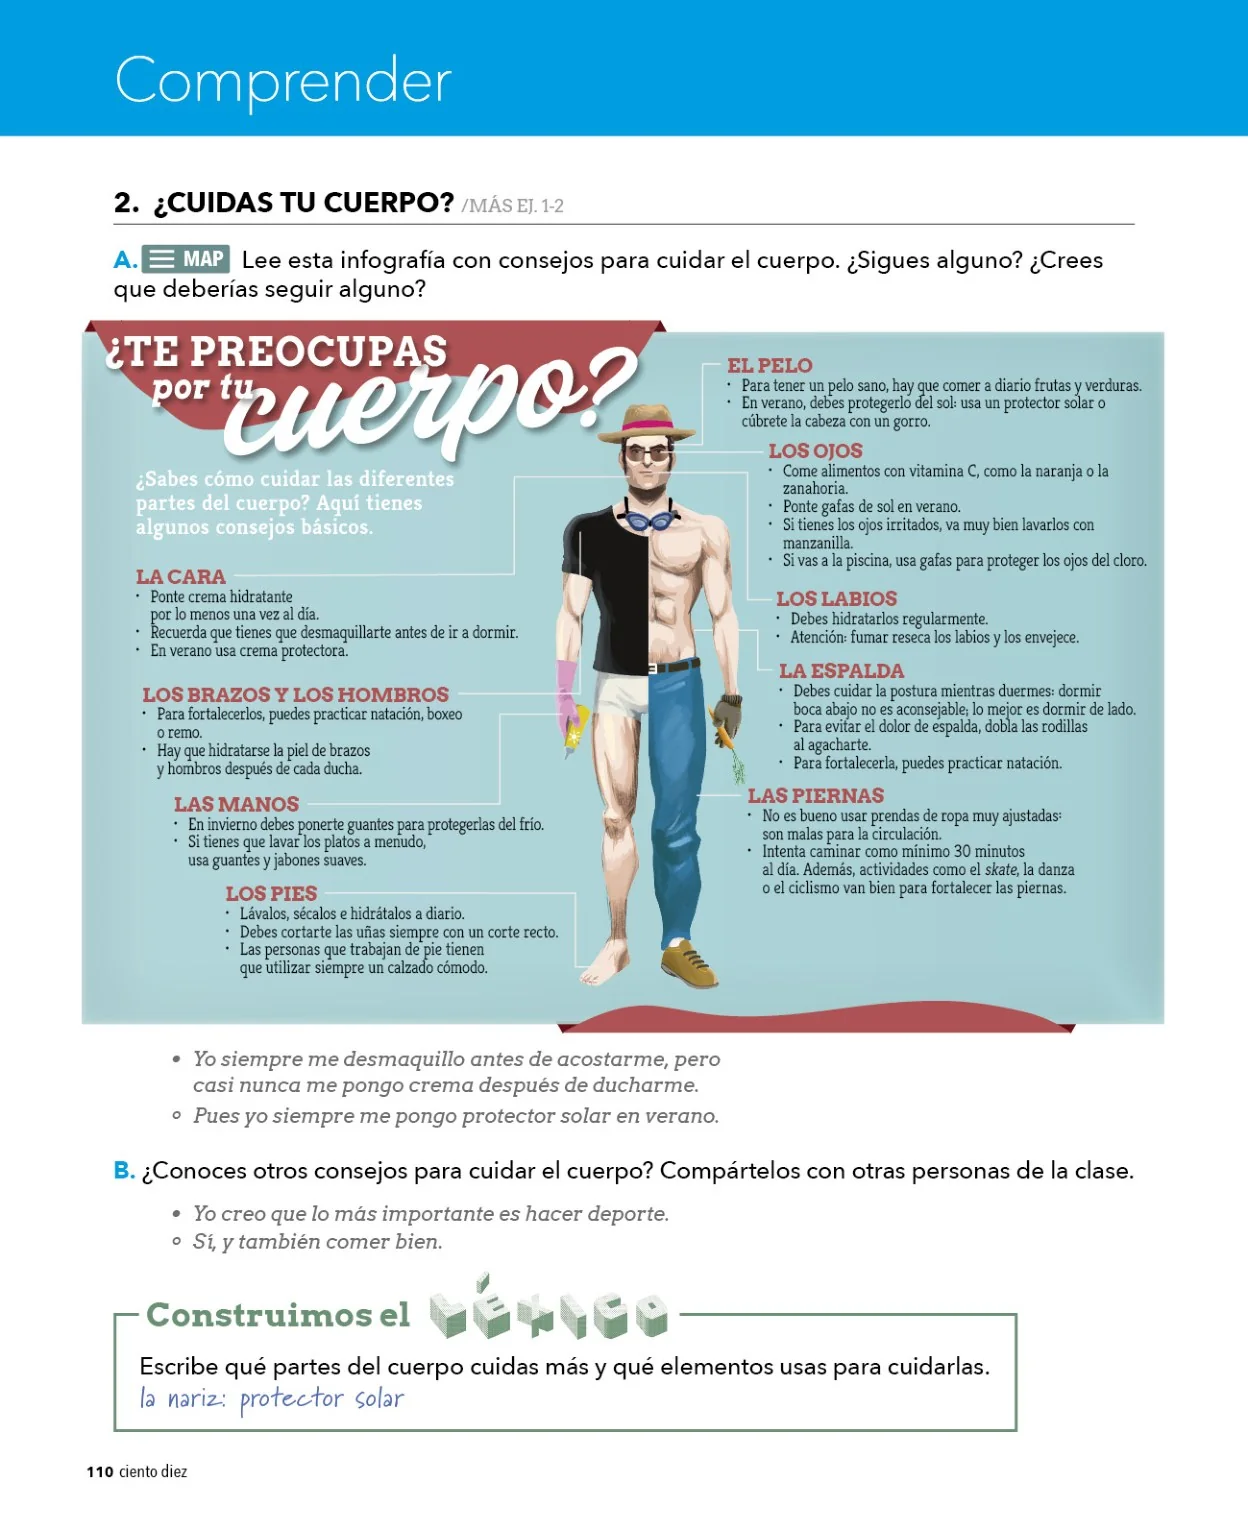 Comprender
2. ¿CUIDAS TU CUERPO? /MÁS EJ. 1-2
A. MAP Lee esta infografía con consejos para cuidar el cuerpo. ¿Sigues alguno? ¿Crees
que deberías seguir alguno?
¿TE PREOCUPAS
por tu
cuerpo?
¿Sabes cómo cuidar las diferentes
partes del cuerpo? Aquí tienes
algunos consejos básicos.
LA CARA
· Ponte crema hidratante
por lo menos una vez al día.
· Recuerda que tienes que desmaquillarte antes de ir a dormir.
· En verano usa crema protectora.
LOS BRAZOS Y LOS HOMBROS
· Para fortalecerlos, puedes practicar natación, boxeo
o remo.
· Hay que hidratarse la piel de brazos
y hombros después de cada ducha.
LAS MANOS
· En invierno debes ponerte guantes para protegerlas del frío.
· Si tienes que lavar los platos a menudo,
usa guantes y jabones suaves.
LOS PIES
· Lávalos, sécalos e hidrátalos a diario.
· Debes cortarte las uñas siempre con un corte recto.
· Las personas que trabajan de pie tienen
que utilizar siempre un calzado cómodo.
EL PELO
· Para tener un pelo sano, hay que comer a diario frutas y verduras.
· En verano, debes protegerlo del sol: usa un protector solar o
cúbrete la cabeza con un gorro.
LOS OJOS
· Come alimentos con vitamina C, como la naranja o la
zanahoria.
· Ponte gafas de sol en verano.
· Si tienes los ojos irritados, va muy bien lavarlos con
manzanilla.
· Si vas a la piscina, usa gafas para proteger los ojos del cloro.
LOS LABIOS
· Debes hidratarlos regularmente.
· Atención: fumar reseca los labios y los envejece.
LA ESPALDA
· Debes cuidar la postura mientras duermes: dormir
boca abajo no es aconsejable; lo mejor es dormir de lado.
· Para evitar el dolor de espalda, dobla las rodillas
al agacharte.
· Para fortalecerla, puedes practicar natación.
LAS PIERNAS
· No es bueno usar prendas de ropa muy ajustadas:
son malas para la circulación.
· Intenta caminar como mínimo 30 minutos
al día. Además, actividades como el skate, la danza
o el ciclismo van bien para fortalecer las piernas.
• Yo siempre me desmaquillo antes de acostarme, pero
casi nunca me pongo crema después de ducharme.
○ Pues yo siempre me pongo protector solar en verano.
B. ¿Conoces otros consejos para cuidar el cuerpo? Compártelos con otras personas de la clase.
• Yo creo que lo más importante es hacer deporte.
○ Sí, y también comer bien.
Construimos el LÉXICO
Escribe qué partes del cuerpo cuidas más y qué elementos usas para cuidarlas.
la nariz: protector solar
110 ciento diez